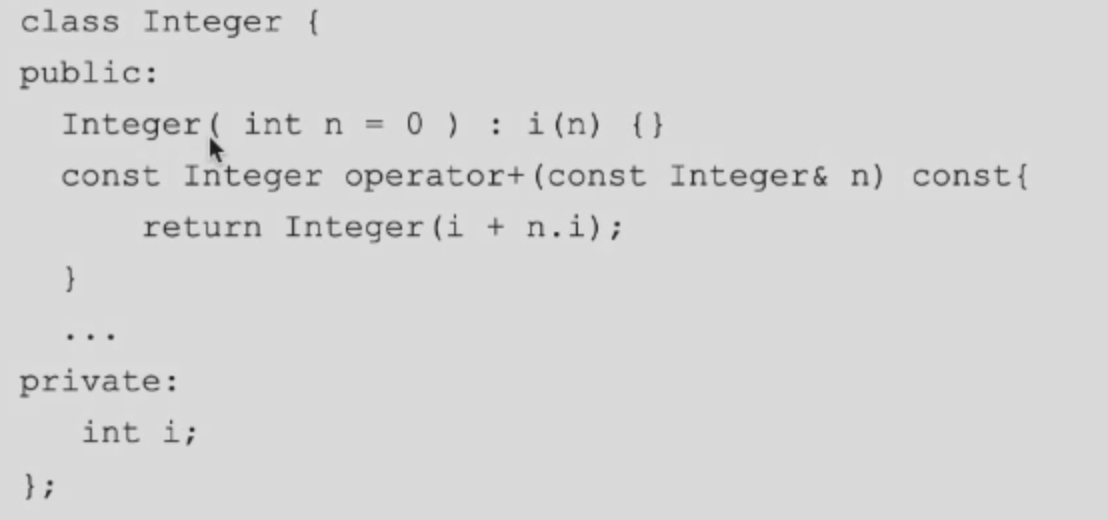 class Integer {
public:
Integer( int n = 0 ) : i(n) {}
const Integer operator+(const Integer& n) const{
return Integer(i + n.i);
}
...
private:
int i;
};